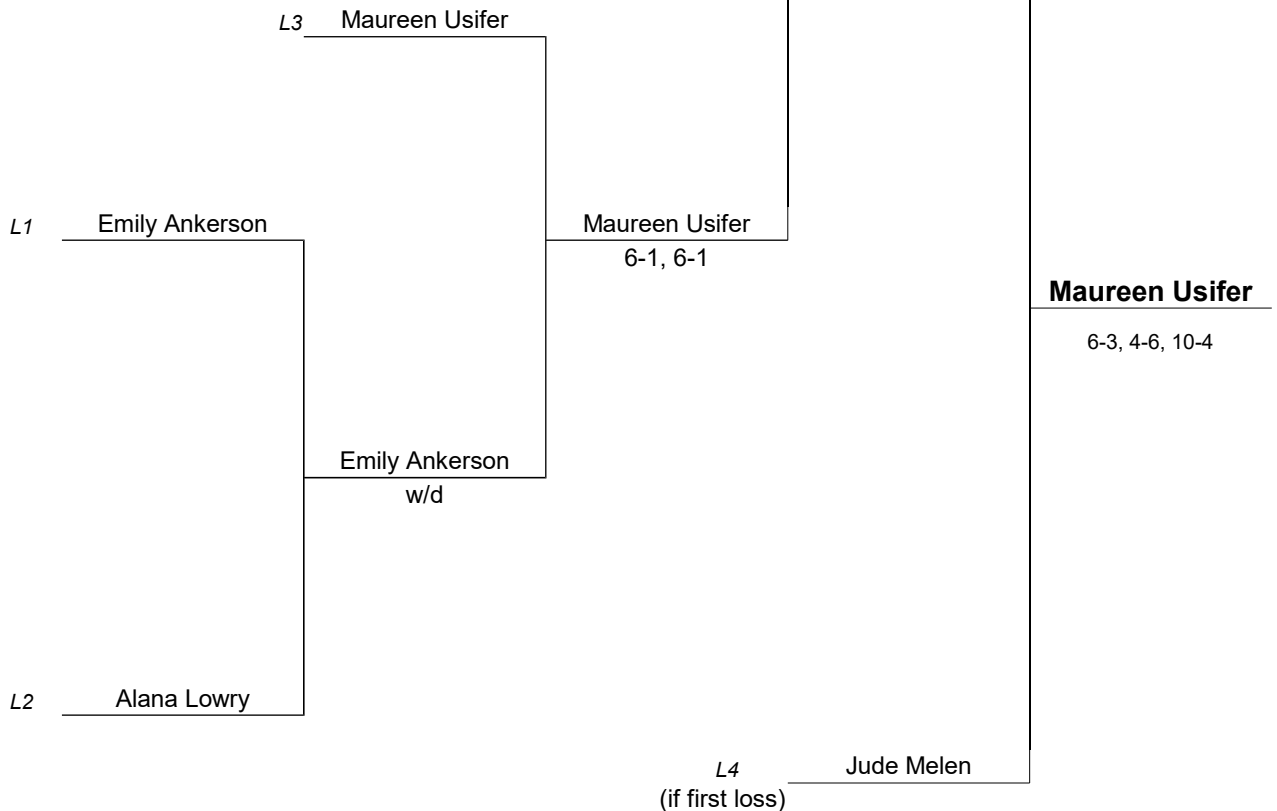 L3 Maureen Usifer
L1 Emily Ankerson
Maureen Usifer
6-1, 6-1
Maureen Usifer
6-3, 4-6, 10-4
Emily Ankerson
w/d
L2 Alana Lowry
L4 Jude Melen
(if first loss)